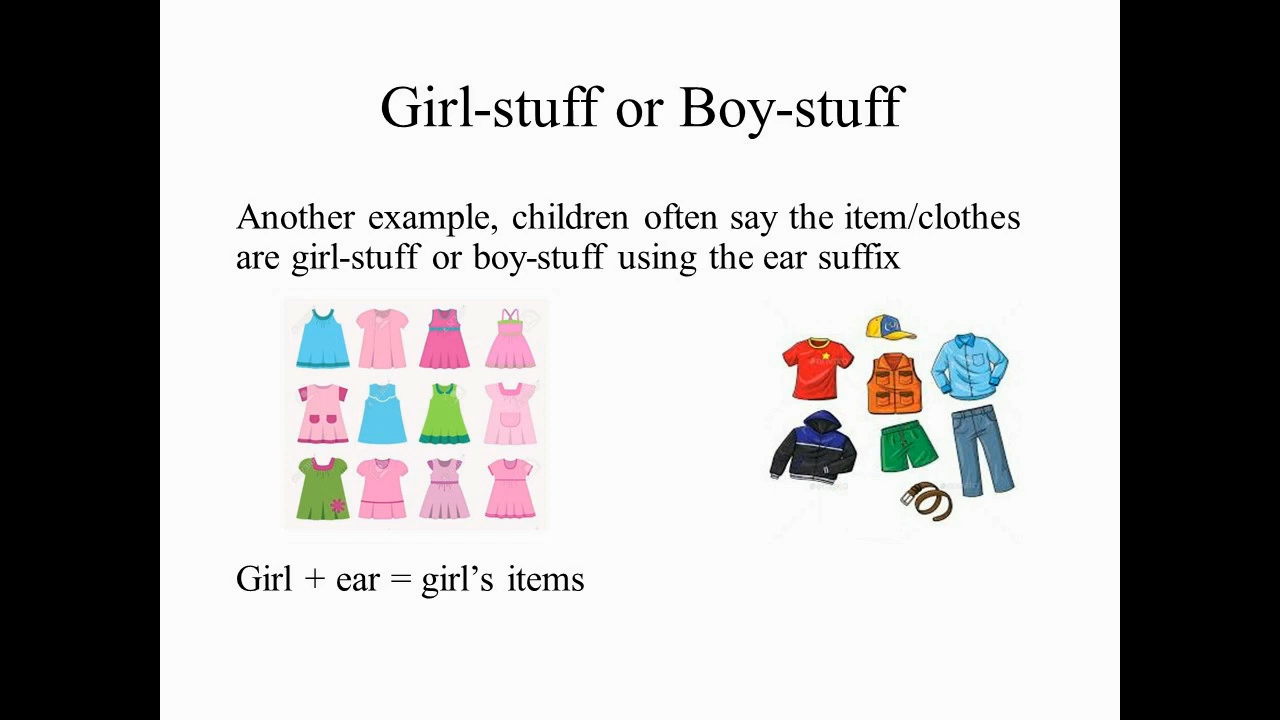 Girl-stuff or Boy-stuff
Another example, children often say the item/clothes
are girl-stuff or boy-stuff using the ear suffix
Girl + ear = girl’s items